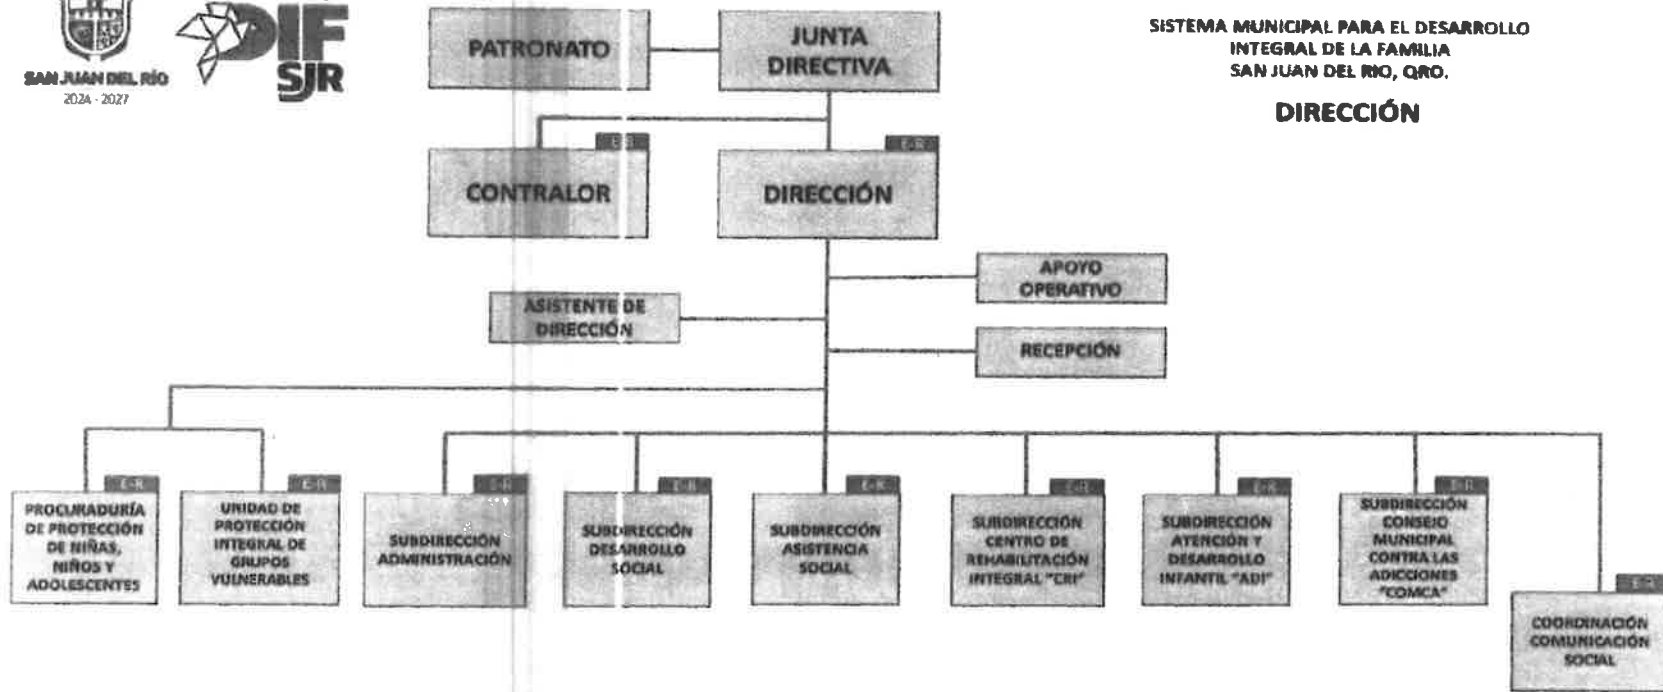 SAN JUAN DEL RÍO
2024 - 2027
DIF
SJR
SISTEMA MUNICIPAL PARA EL DESARROLLO
INTEGRAL DE LA FAMILIA
SAN JUAN DEL RIO, QRO.
DIRECCIÓN
PATRONATO
JUNTA
DIRECTIVA
E-R
CONTRALOR
E-R
DIRECCIÓN
APOYO
OPERATIVO
ASISTENTE DE
DIRECCIÓN
RECEPCIÓN
E-R
PROCURADURÍA
DE PROTECCIÓN
DE NIÑAS,
NIÑOS Y
ADOLESCENTES
E-R
UNIDAD DE
PROTECCIÓN
INTEGRAL DE
GRUPOS
VULNERABLES
E-R
SUBDIRECCIÓN
ADMINISTRACIÓN
E-R
SUBDIRECCIÓN
DESARROLLO
SOCIAL
E-R
SUBDIRECCIÓN
ASISTENCIA
SOCIAL
E-R
SUBDIRECCIÓN
CENTRO DE
REHABILITACIÓN
INTEGRAL "CRI"
E-R
SUBDIRECCIÓN
ATENCIÓN Y
DESARROLLO
INFANTIL "ADI"
E-R
SUBDIRECCIÓN
CONSEJO
MUNICIPAL
CONTRA LAS
ADICCIONES
"COMCA"
E-R
COORDINACIÓN
COMUNICACIÓN
SOCIAL